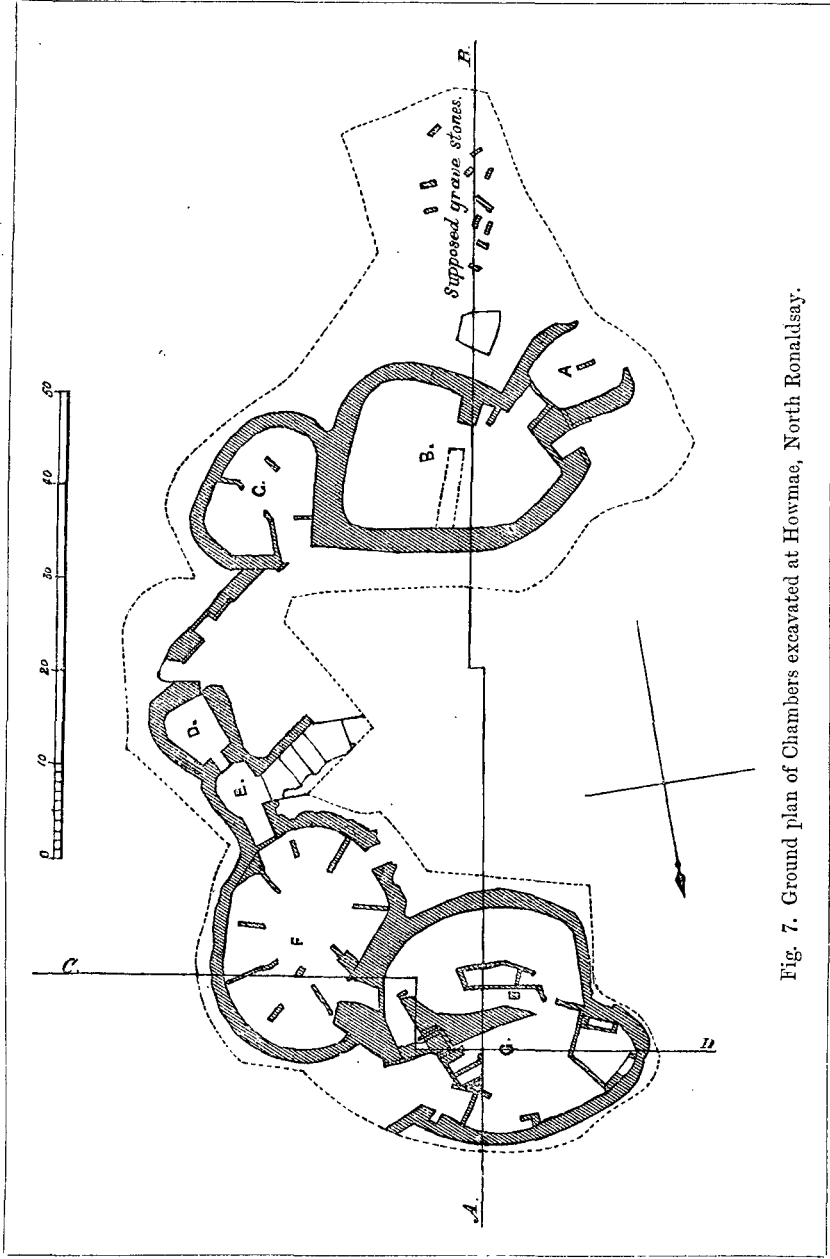 B.
Supposed grave stones.
50
40
30
20
10
0
A
B.
C.
D.
E.
F
G.
C.
D
A.
Fig. 7. Ground plan of Chambers excavated at Howmae, North Ronaldsay.